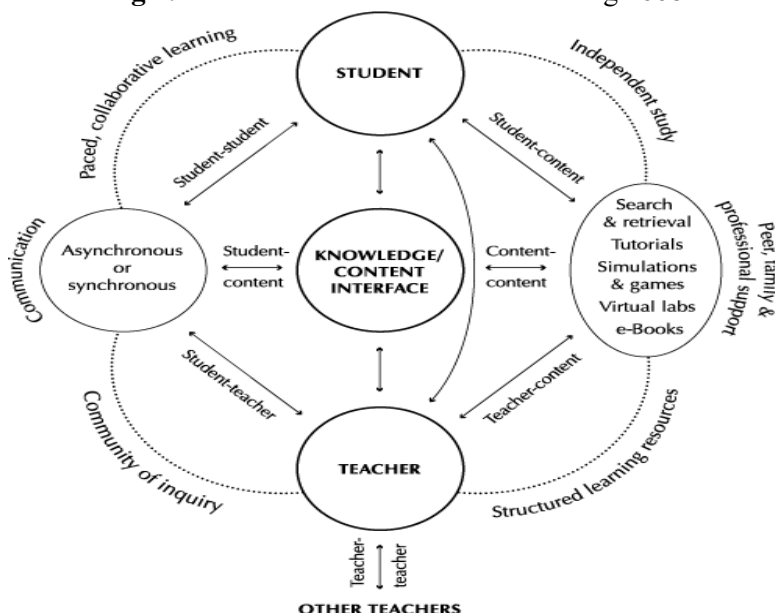 STUDENT
Paced, collaborative learning
Independent study
Student-student
Student-content
Communication
Asynchronous
or
synchronous
Student-
content
KNOWLEDGE/
CONTENT
INTERFACE
Content-
content
Search
& retrieval
Tutorials
Simulations
& games
Virtual labs
e-Books
Peer, family &
professional support
Student-teacher
Teacher-content
Community of inquiry
TEACHER
Structured learning resources
Teacher-
teacher
OTHER TEACHERS